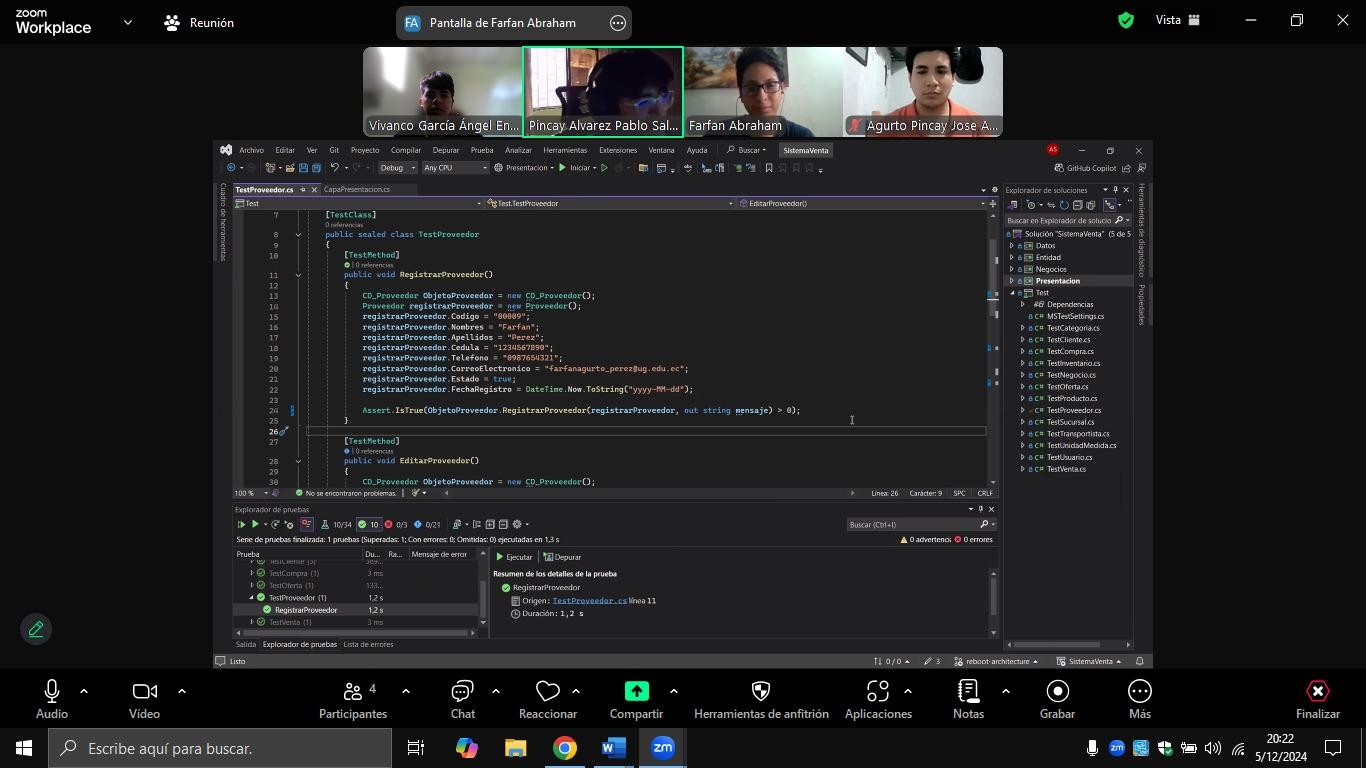 zoom
Workplace
Reunión
FA Pantalla de Farfan Abraham
Vista
Vivanco García Ángel En...
Pincay Alvarez Pablo Sal...
Farfan Abraham
Agurto Pincay Jose A...
Archivo Editar Ver Git Proyecto Compilar Depurar Prueba Analizar Herramientas Extensiones Ventana Ayuda Buscar SistemaVenta AS
Debug Any CPU Presentacion Iniciar GitHub Copilot
Cuadro de herramientas
TestProveedor.cs CapaPresentacion.cs
Test Test.TestProveedor EditarProveedor()
7 [TestClass]
0 referencias
8 public sealed class TestProveedor
9 {
10 [TestMethod]
0 referencias
11 public void RegistrarProveedor()
12 {
13 CD_Proveedor ObjetoProveedor = new CD_Proveedor();
14 Proveedor registrarProveedor = new Proveedor();
15 registrarProveedor.Codigo = "00009";
16 registrarProveedor.Nombres = "Farfan";
17 registrarProveedor.Apellidos = "Perez";
18 registrarProveedor.Cedula = "1234567890";
19 registrarProveedor.Telefono = "0987654321";
20 registrarProveedor.CorreoElectronico = "farfanagurto_perez@ug.edu.ec";
21 registrarProveedor.Estado = true;
22 registrarProveedor.FechaRegistro = DateTime.Now.ToString("yyyy-MM-dd");
23
24 Assert.IsTrue(ObjetoProveedor.RegistrarProveedor(registrarProveedor, out string mensaje) > 0);
25 }
26
27 [TestMethod]
0 referencias
28 public void EditarProveedor()
29 {
30 CD_Proveedor ObjetoProveedor = new CD_Proveedor();
100 % No se encontraron problemas. Línea: 26 Carácter: 9 SPC CRLF
Explorador de soluciones
Buscar en Explorador de solucio
Solución "SistemaVenta" (5 de 5
Datos
Entidad
Negocios
Presentacion
Test
Dependencias
C# MSTestSettings.cs
C# TestCategoria.cs
C# TestCliente.cs
C# TestCompra.cs
C# TestInventario.cs
C# TestNegocio.cs
C# TestOferta.cs
C# TestProducto.cs
C# TestProveedor.cs
C# TestSucursal.cs
C# TestTransportista.cs
C# TestUnidadMedida.cs
C# TestUsuario.cs
C# TestVenta.cs
Herramientas de diagnóstico
Propiedades
Explorador de pruebas
10/34 10 0/3 0/21 Buscar (Ctrl+I)
Serie de pruebas finalizada: 1 pruebas (Superadas: 1; Con errores: 0; Omitidas: 0) ejecutadas en 1,3 s 0 advertenci 0 errores
Prueba Du... Ra... Mensaje de error
TestCliente (3) 369...
TestCompra (1) 3 ms
TestOferta (1) 133...
TestProveedor (1) 1,2 s
RegistrarProveedor 1,2 s
TestVenta (1) 3 ms
Ejecutar Depurar
Resumen de los detalles de la prueba
RegistrarProveedor
Origen: TestProveedor.cs línea 11
Duración: 1,2 s
Salida Explorador de pruebas Lista de errores
Listo 0 / 0 3 reboot-architecture SistemaVenta
Audio
Vídeo
4
Participantes
Chat
Reaccionar
Compartir
Herramientas de anfitrión
Aplicaciones
Notas
Grabar
Más
Finalizar
Escribe aquí para buscar.
zm
20:22
5/12/2024